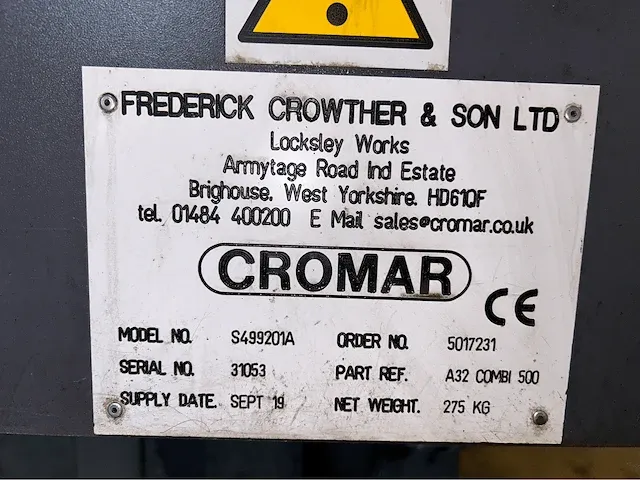 FREDERICK CROWTHER & SON LTD
Locksley Works
Armytage Road Ind Estate
Brighouse. West Yorkshire. HD61QF
tel. 01484 400200 E Mail sales@cromar.co.uk
CROMAR
CE
MODEL NO. S499201A ORDER NO. 5017231
SERIAL NO. 31053 PART REF. A32 COMBI 500
SUPPLY DATE. SEPT 19 NET WEIGHT. 275 KG